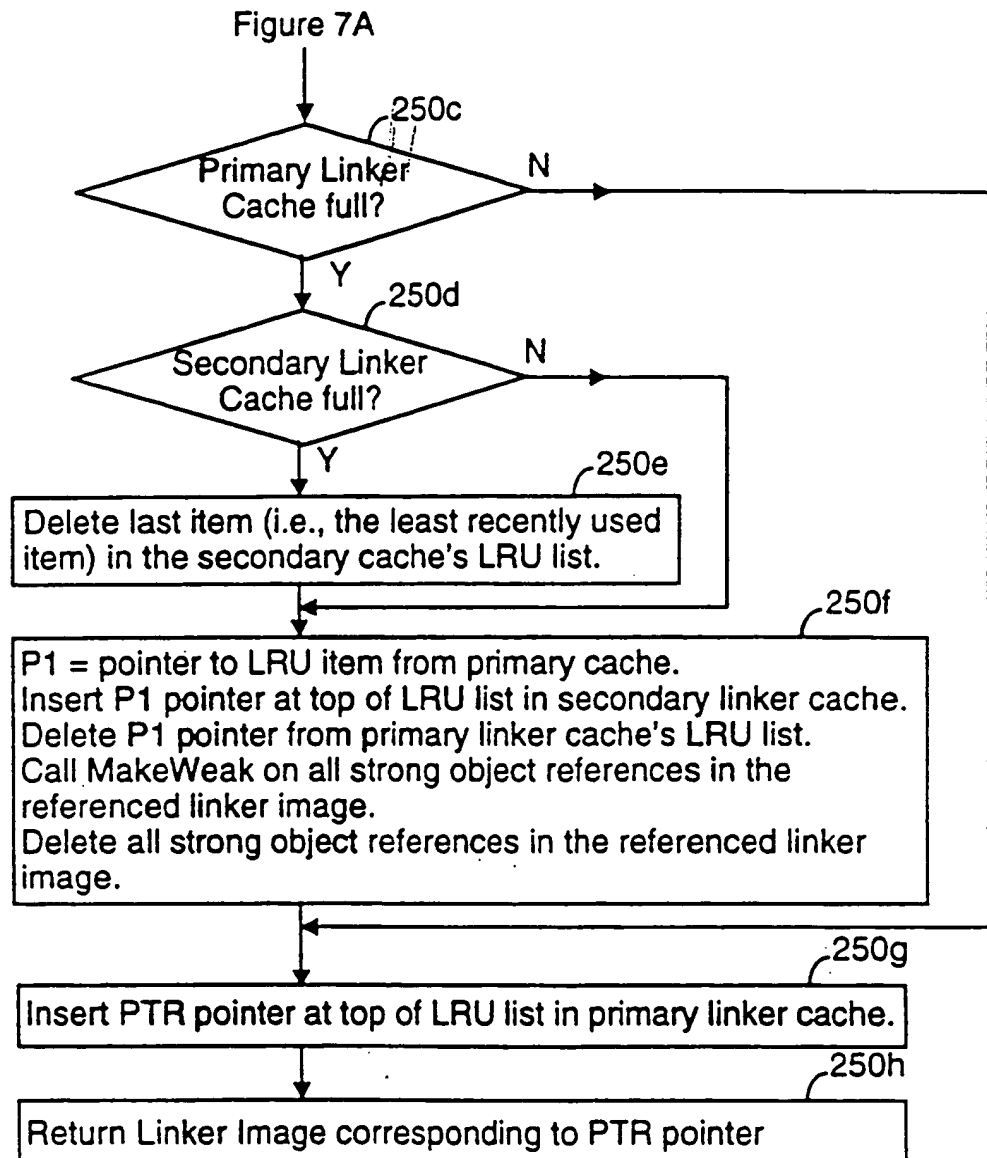 Figure 7A
250c
Primary Linker
Cache full?
N
Y
250d
Secondary Linker
Cache full?
N
Y
250e
Delete last item (i.e., the least recently used
item) in the secondary cache's LRU list.
250f
P1 = pointer to LRU item from primary cache.
Insert P1 pointer at top of LRU list in secondary linker cache.
Delete P1 pointer from primary linker cache's LRU list.
Call MakeWeak on all strong object references in the
referenced linker image.
Delete all strong object references in the referenced linker
image.
250g
Insert PTR pointer at top of LRU list in primary linker cache.
250h
Return Linker Image corresponding to PTR pointer